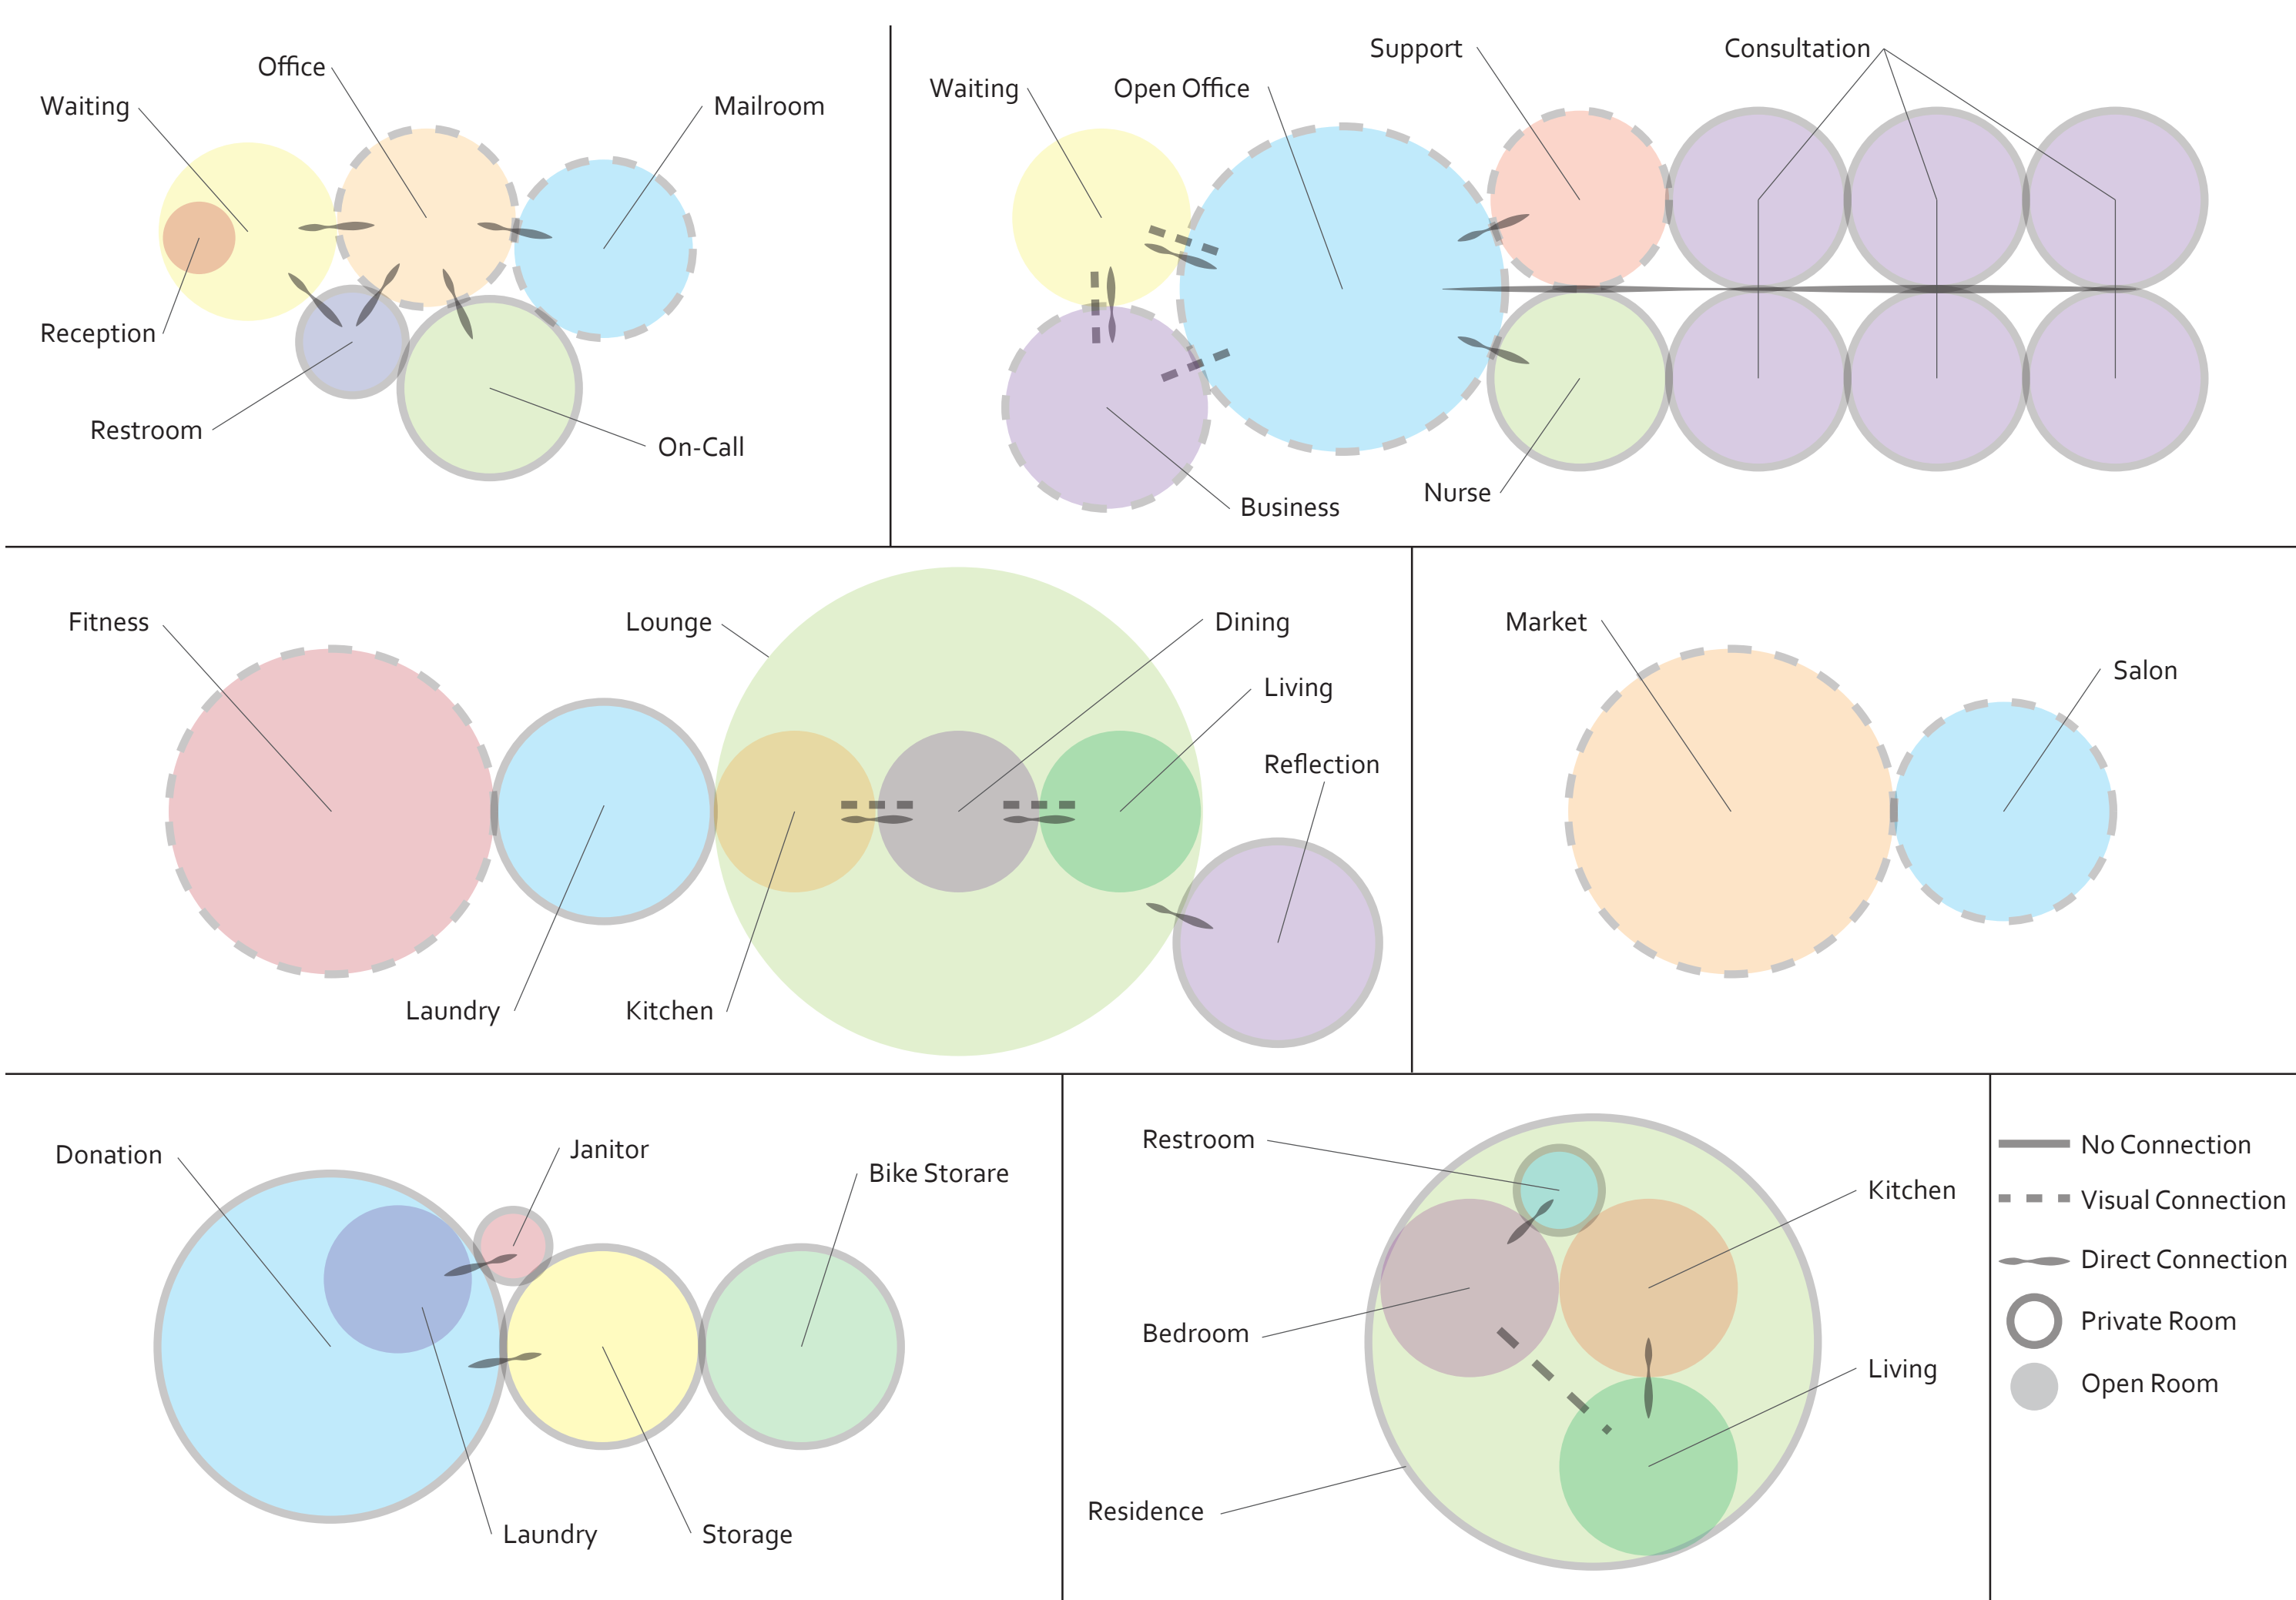 Office
Waiting
Mailroom
Reception
Restroom
On-Call
Support
Consultation
Waiting
Open Office
Nurse
Business
Fitness
Lounge
Dining
Living
Reflection
Laundry
Kitchen
Market
Salon
Donation
Janitor
Bike Storare
Laundry
Storage
Restroom
Kitchen
Bedroom
Living
Residence
No Connection
Visual Connection
Direct Connection
Private Room
Open Room